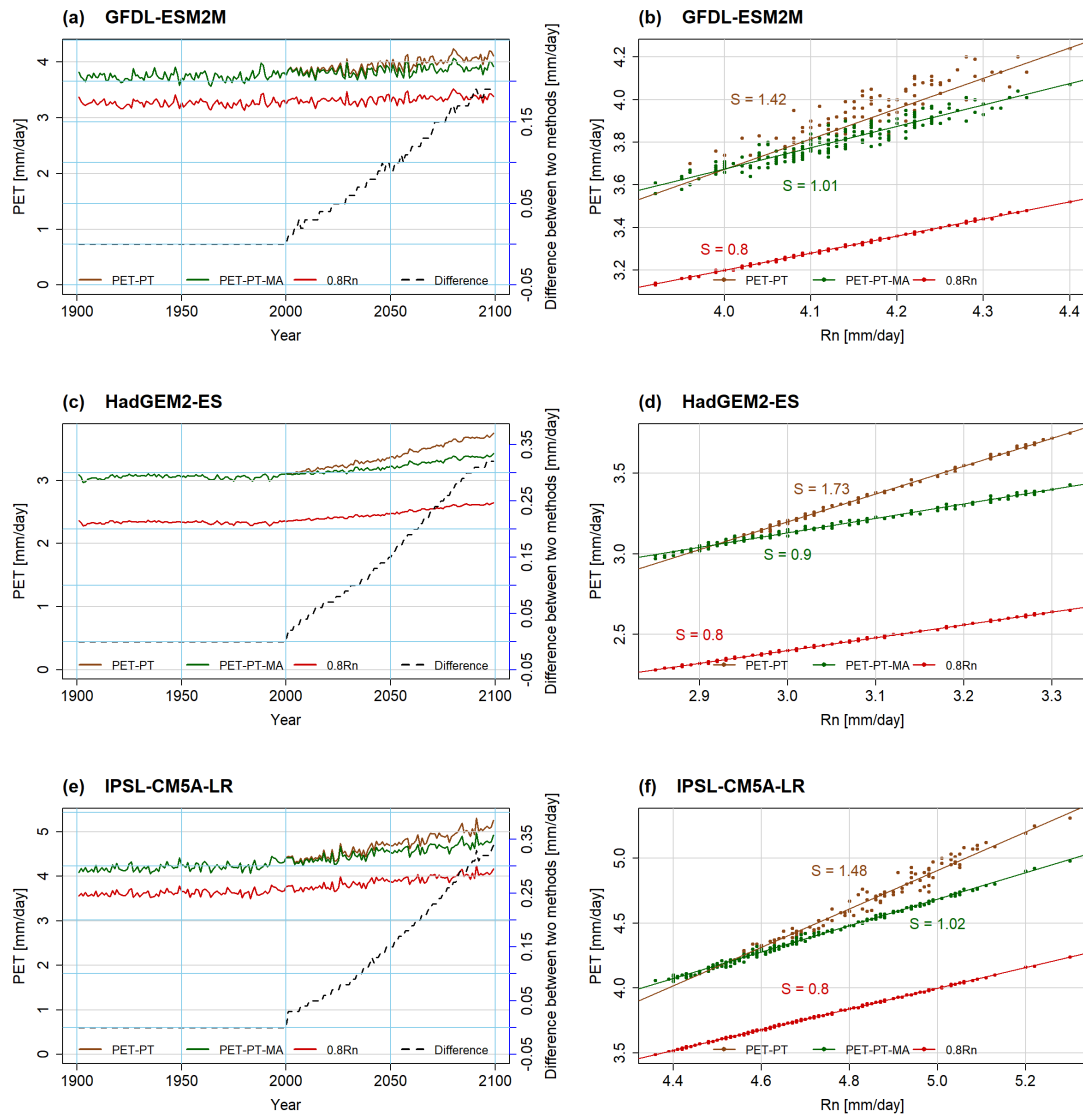 (a) GFDL-ESM2M
4
3
2
1
0
PET [mm/day]
0.15
0.05
-0.05
Difference between two methods [mm/day]
PET-PT PET-PT-MA 0.8Rn Difference
1900 1950 2000 2050 2100
Year
(b) GFDL-ESM2M
4.2
4.0
3.8
3.6
3.4
3.2
PET [mm/day]
S = 1.42
S = 1.01
S = 0.8
PET-PT PET-PT-MA 0.8Rn
4.0 4.1 4.2 4.3 4.4
Rn [mm/day]
(c) HadGEM2-ES
3
2
1
0
PET [mm/day]
0.35
0.25
0.15
0.05
-0.05
Difference between two methods [mm/day]
PET-PT PET-PT-MA 0.8Rn Difference
1900 1950 2000 2050 2100
Year
(d) HadGEM2-ES
3.5
3.0
2.5
PET [mm/day]
S = 1.73
S = 0.9
S = 0.8
PET-PT PET-PT-MA 0.8Rn
2.9 3.0 3.1 3.2 3.3
Rn [mm/day]
(e) IPSL-CM5A-LR
5
4
3
2
1
0
PET [mm/day]
0.35
0.25
0.15
0.05
-0.05
Difference between two methods [mm/day]
PET-PT PET-PT-MA 0.8Rn Difference
1900 1950 2000 2050 2100
Year
(f) IPSL-CM5A-LR
5.0
4.5
4.0
3.5
PET [mm/day]
S = 1.48
S = 1.02
S = 0.8
PET-PT PET-PT-MA 0.8Rn
4.4 4.6 4.8 5.0 5.2
Rn [mm/day]